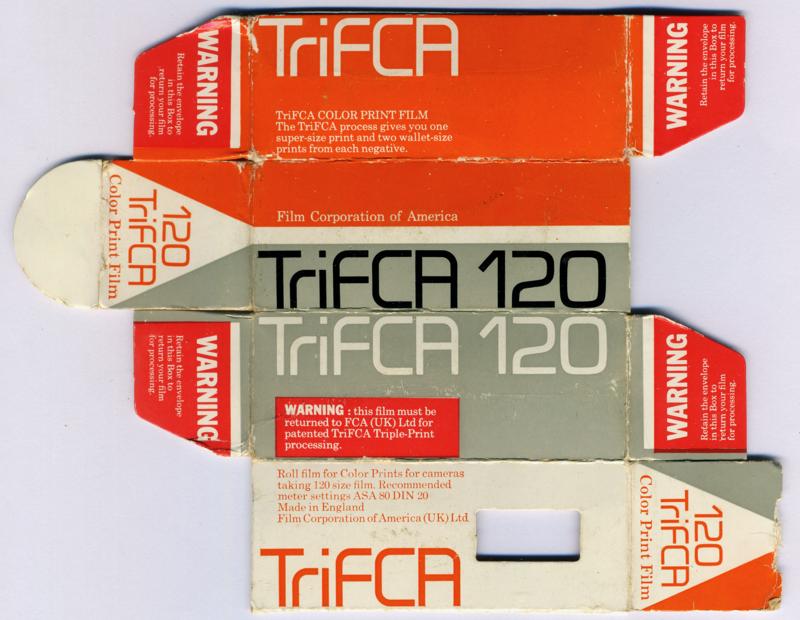 TriFCA
TriFCA COLOR PRINT FILM
The TriFCA process gives you one
super-size print and two wallet-size
prints from each negative.
WARNING
Retain the envelope
in this Box to
return your film
for processing.
WARNING
Retain the envelope
in this Box to
return your film
for processing.
120
TriFCA
Color Print Film
Film Corporation of America
TriFCA 120
TriFCA 120
WARNING : this film must be
returned to FCA (UK) Ltd for
patented TriFCA Triple-Print
processing.
WARNING
Retain the envelope
in this Box to
return your film
for processing.
WARNING
Retain the envelope
in this Box to
return your film
for processing.
Roll film for Color Prints for cameras
taking 120 size film. Recommended
meter settings ASA 80 DIN 20
Made in England
Film Corporation of America (UK) Ltd
TriFCA
120
TriFCA
Color Print Film